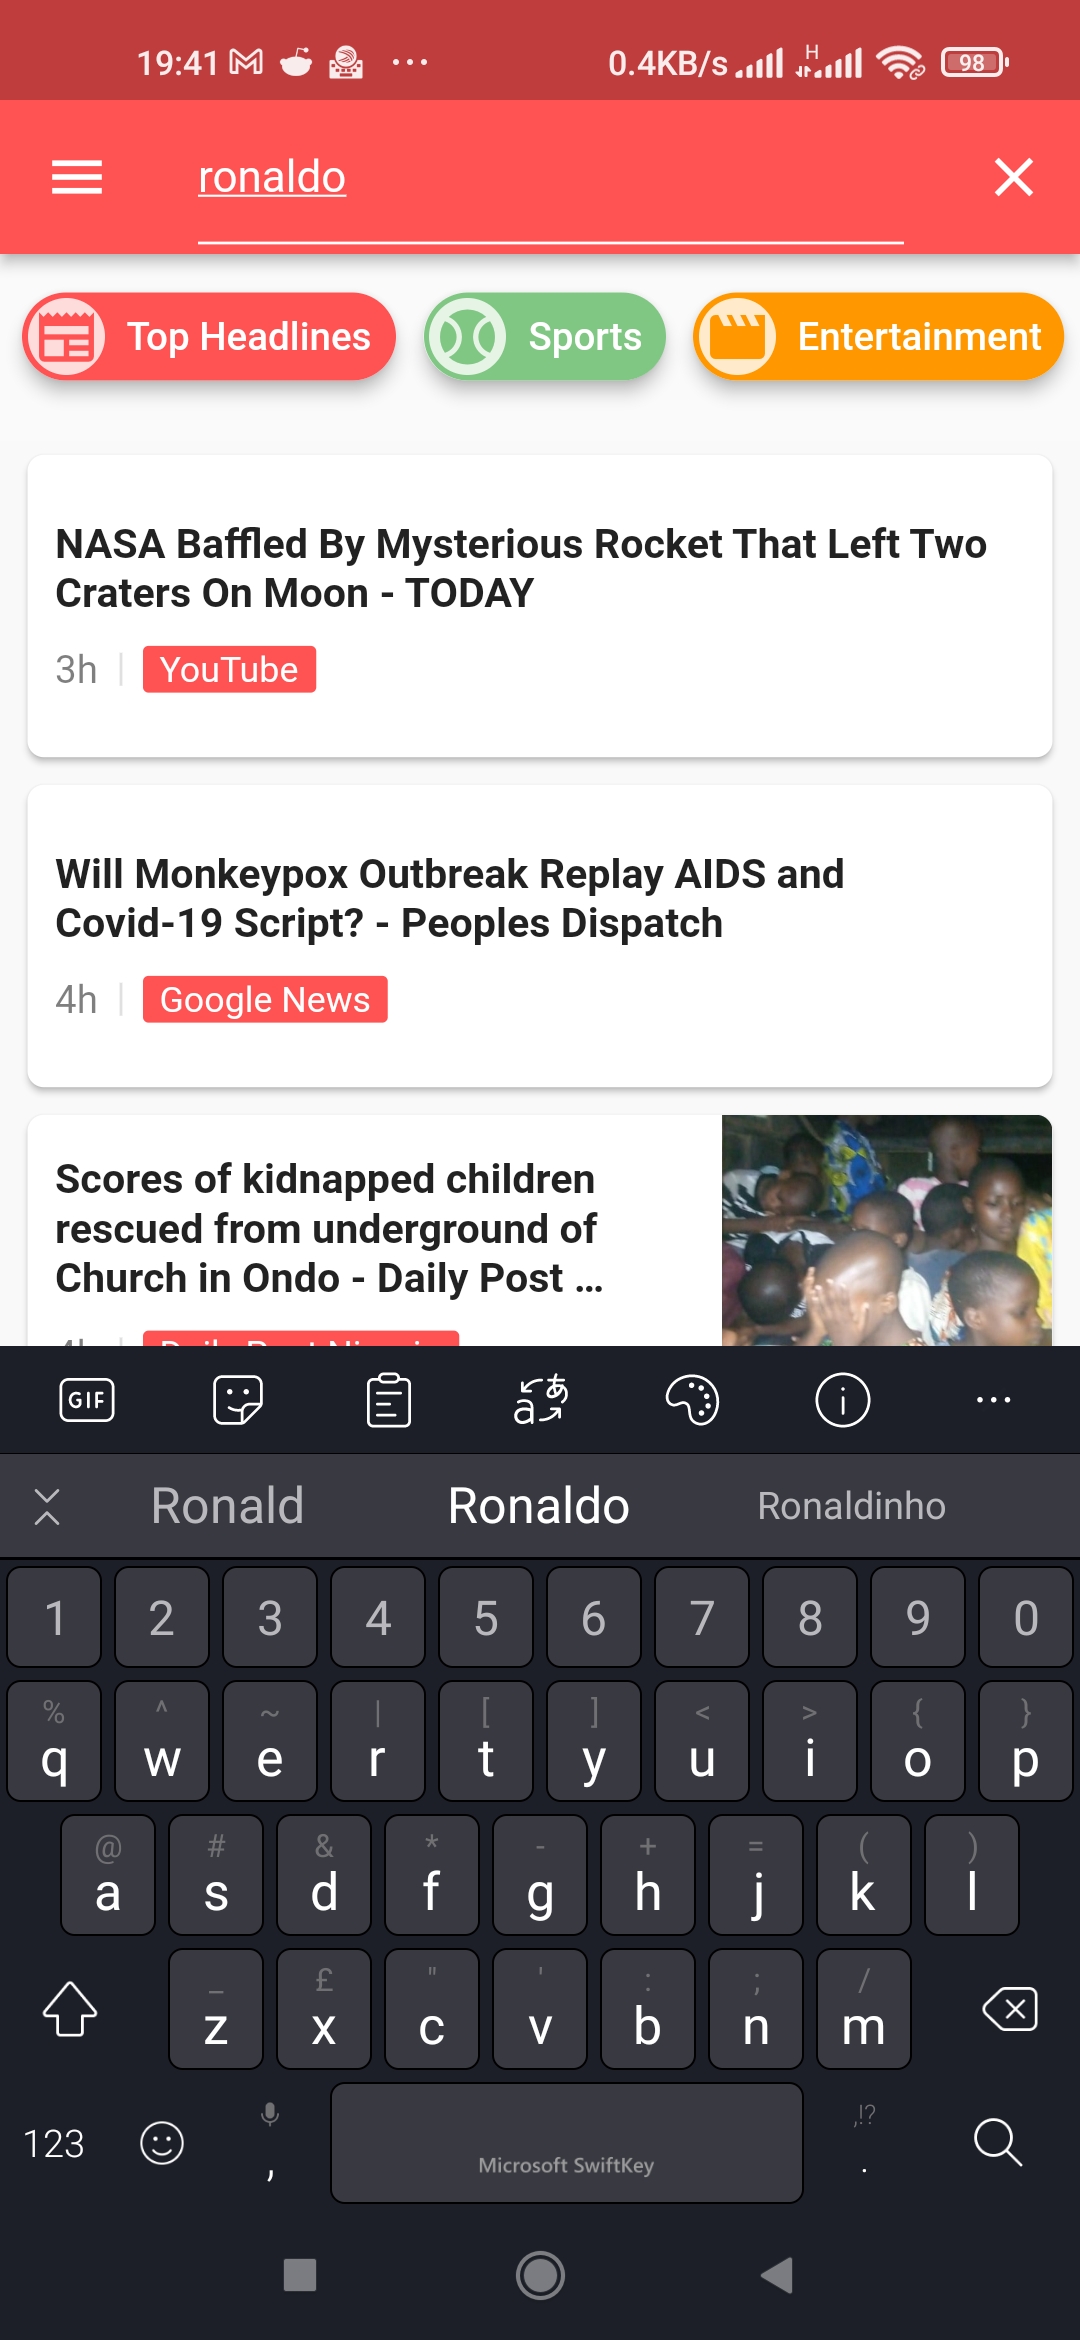 19:41 ... 0.4KB/s H 98
ronaldo
Top Headlines Sports Entertainment
NASA Baffled By Mysterious Rocket That Left Two
Craters On Moon - TODAY
3h | YouTube
Will Monkeypox Outbreak Replay AIDS and
Covid-19 Script? - Peoples Dispatch
4h | Google News
Scores of kidnapped children
rescued from underground of
Church in Ondo - Daily Post ...
GIF あ a i ...
Ronald Ronaldo Ronaldinho
1 2 3 4 5 6 7 8 9 0
% ^ ~ | [ ] < > { }
q w e r t y u i o p
@ # & * - + = ( )
a s d f g h j k l
_ £ " ' : ; /
z x c v b n m
,!?
123 , Microsoft SwiftKey .